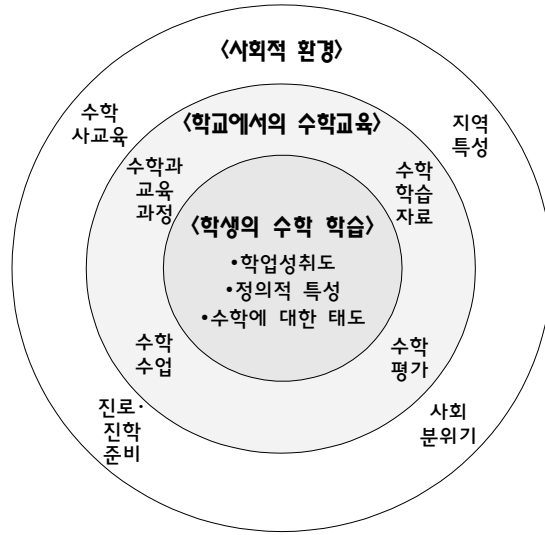 <사회적 환경>
수학
사교육
지역
특성
<학교에서의 수학교육>
수학과
교육
과정
수학
학습
자료
<학생의 수학 학습>
•학업성취도
•정의적 특성
•수학에 대한 태도
수학
수업
수학
평가
진로·
진학
준비
사회
분위기